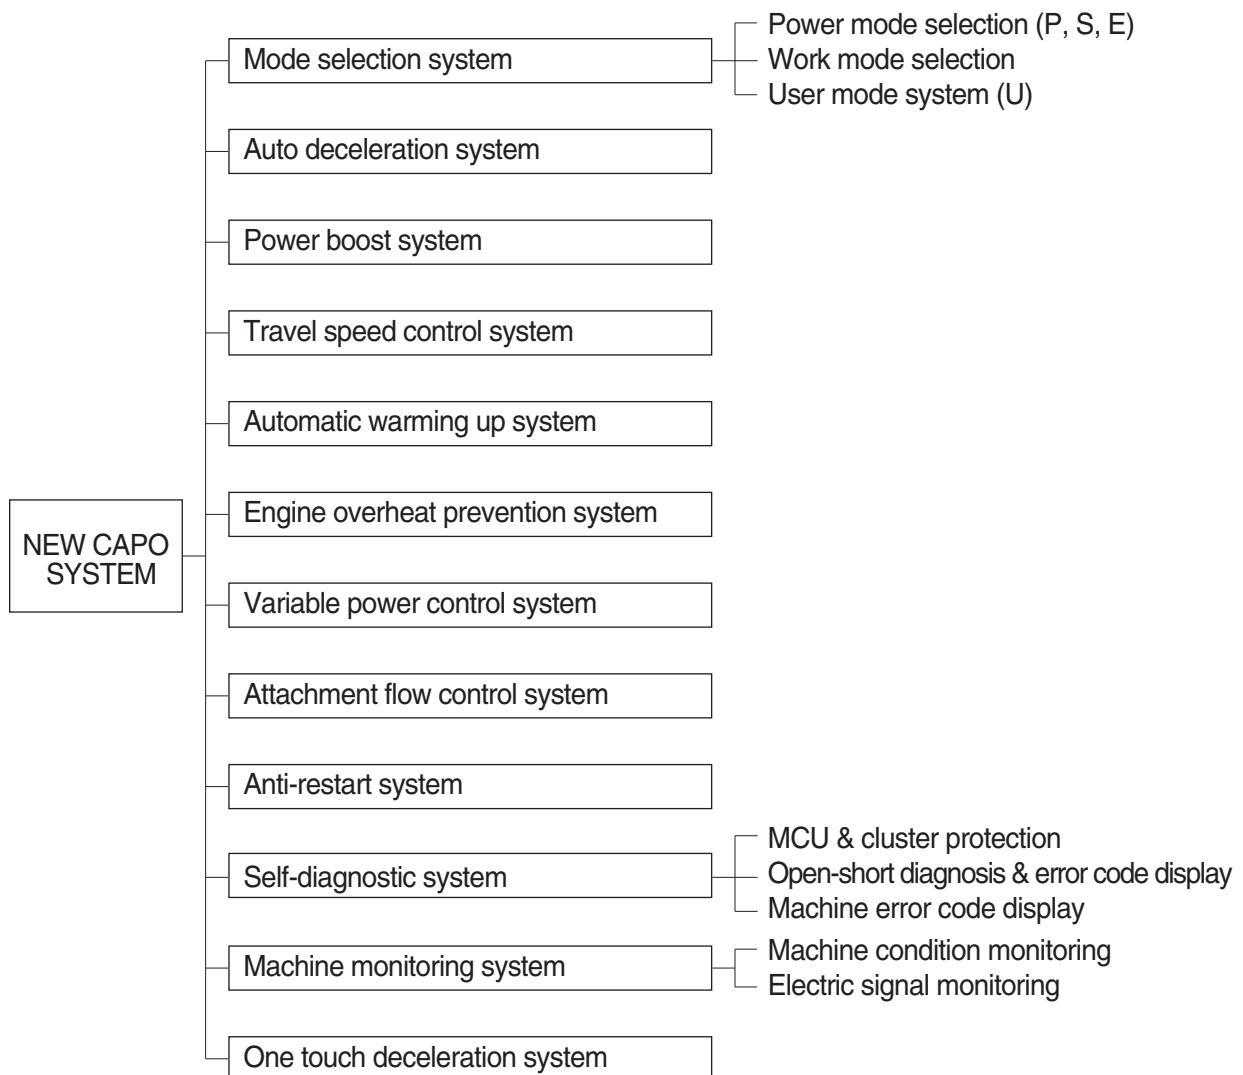 Power mode selection (P, S, E)
Mode selection system
Work mode selection
User mode system (U)
Auto deceleration system
Power boost system
Travel speed control system
Automatic warming up system
Engine overheat prevention system
NEW CAPO
SYSTEM
Variable power control system
Attachment flow control system
Anti-restart system
MCU & cluster protection
Self-diagnostic system
Open-short diagnosis & error code display
Machine error code display
Machine condition monitoring
Machine monitoring system
Electric signal monitoring
One touch deceleration system